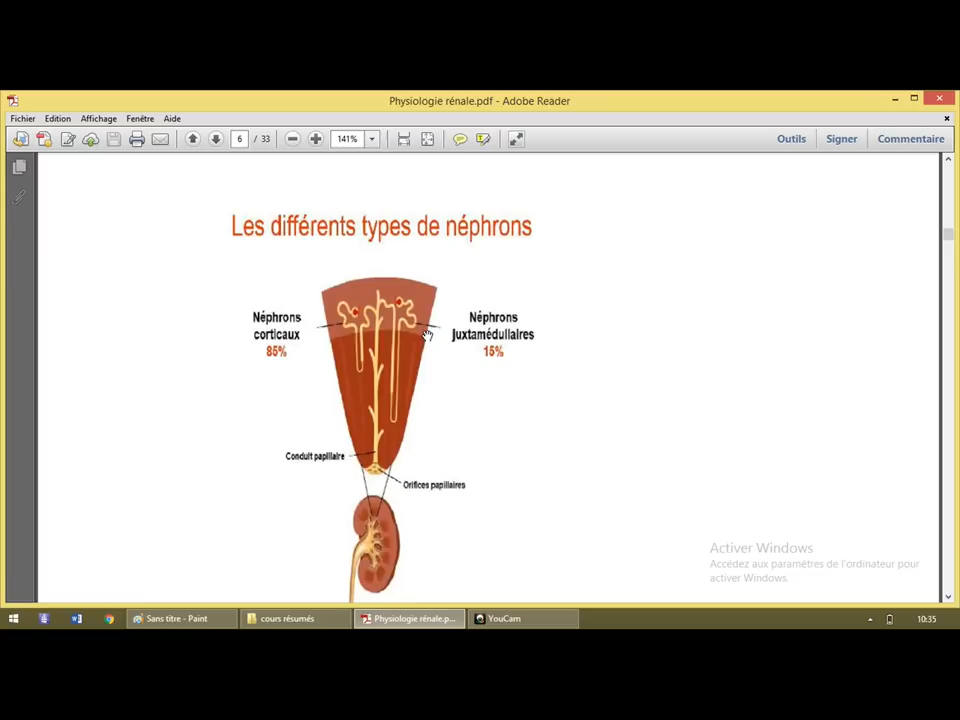 Physiologie rénale.pdf - Adobe Reader
Fichier Edition Affichage Fenêtre Aide
6 / 33 141% Outils Signer Commentaire
Les différents types de néphrons
Néphrons
corticaux
85%
Néphrons
juxtamédullaires
15%
Conduit papillaire
Orifices papillaires
Activer Windows
Accédez aux paramètres de l'ordinateur pour
activer Windows.
Sans titre - Paint cours résumés Physiologie rénale.p... YouCam 10:35